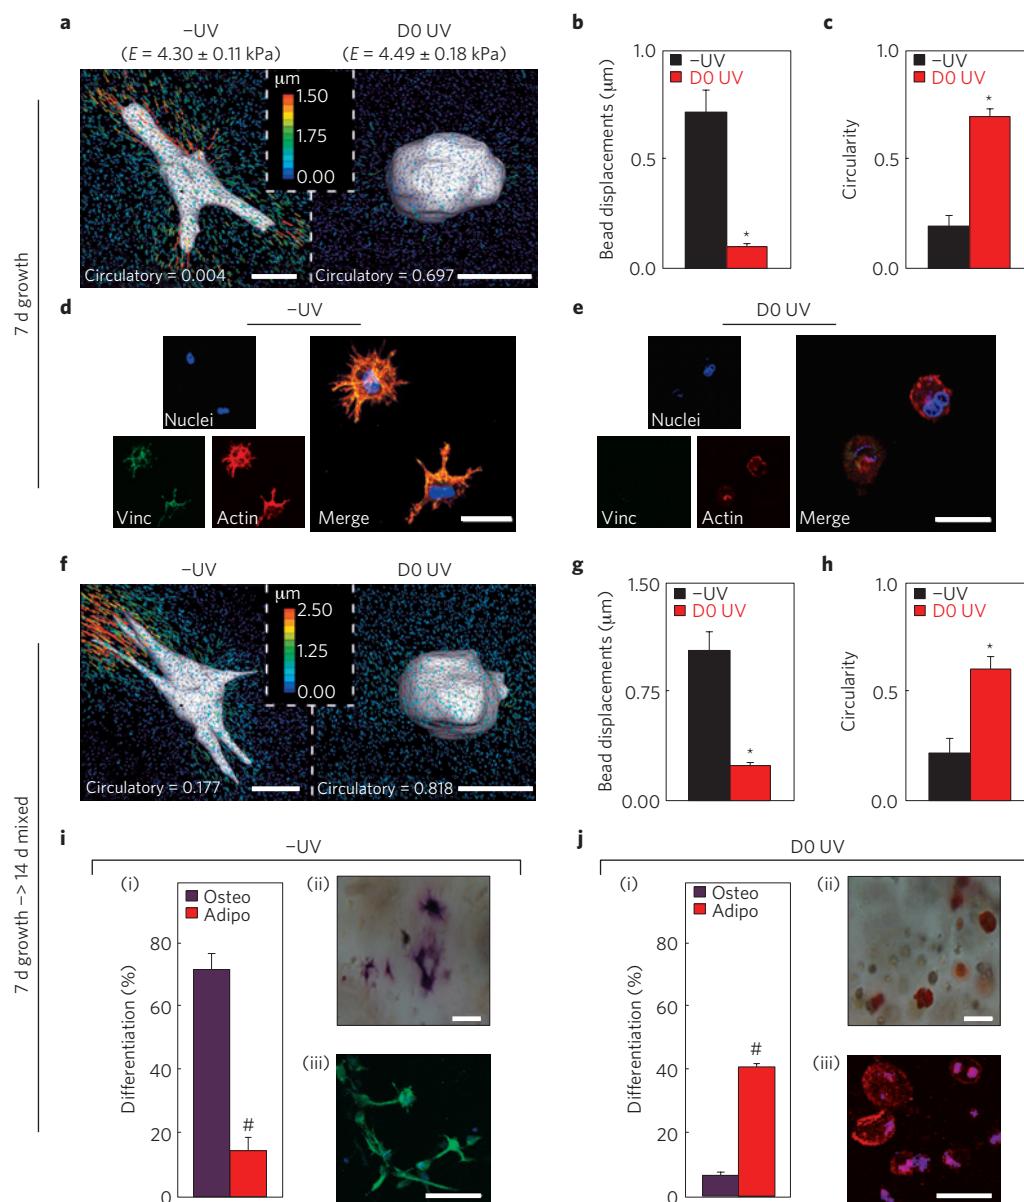 a
−UV
(E = 4.30 ± 0.11 kPa)
D0 UV
(E = 4.49 ± 0.18 kPa)
μm
1.50
1.75
0.00
Circulatory = 0.004
Circulatory = 0.697
b
Bead displacements (μm)
1.0
0.5
0.0
−UV
D0 UV
*
c
Circularity
1.0
0.5
0.0
−UV
D0 UV
*
7 d growth
d
−UV
Nuclei
Vinc
Actin
Merge
e
D0 UV
Nuclei
Vinc
Actin
Merge
7 d growth −> 14 d mixed
f
−UV
D0 UV
μm
2.50
1.25
0.00
Circulatory = 0.177
Circulatory = 0.818
g
Bead displacements (μm)
1.50
0.75
0.00
−UV
D0 UV
*
h
Circularity
1.0
0.5
0.0
−UV
D0 UV
*
i
−UV
(i)
Differentiation (%)
80
60
40
20
0
Osteo
Adipo
#
(ii)
(iii)
j
D0 UV
(i)
Differentiation (%)
80
60
40
20
0
Osteo
Adipo
#
(ii)
(iii)